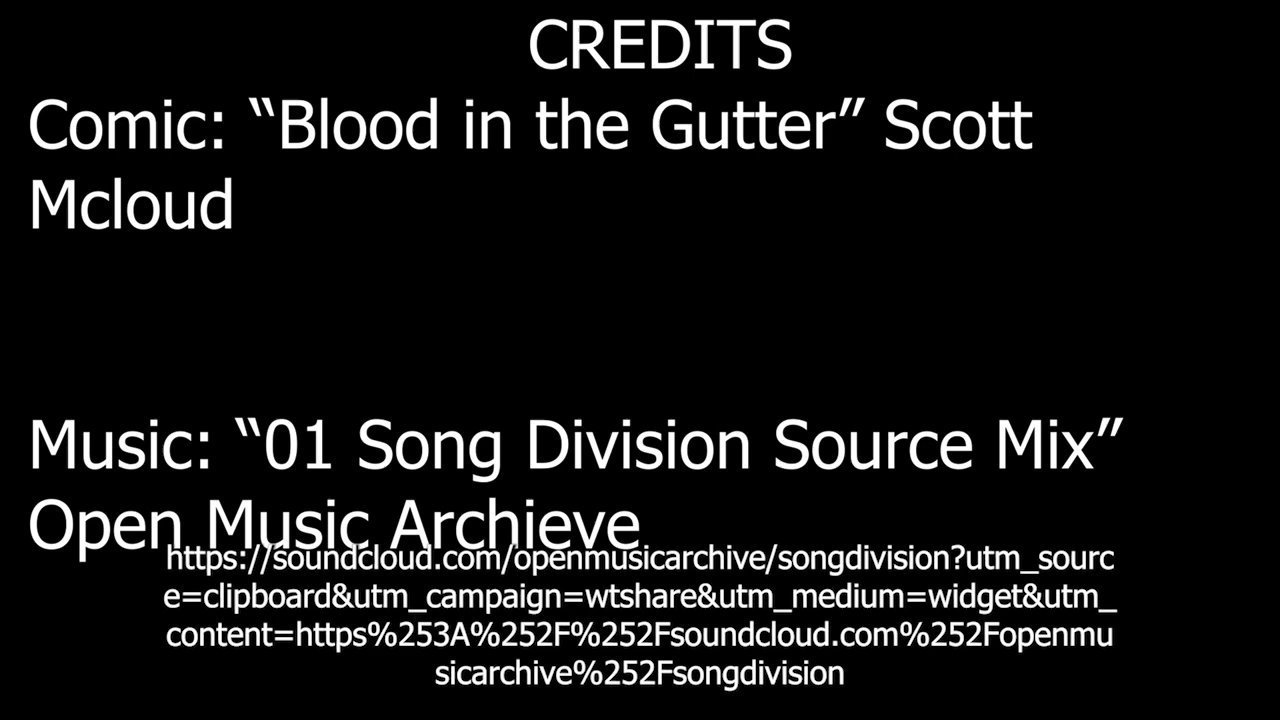 CREDITS
Comic: “Blood in the Gutter” Scott
Mcloud
Music: “01 Song Division Source Mix”
Open Music Archieve
https://soundcloud.com/openmusicarchive/songdivision?utm_sourc
e=clipboard&utm_campaign=wtshare&utm_medium=widget&utm_
content=https%253A%252F%252Fsoundcloud.com%252Fopenmu
sicarchive%252Fsongdivision